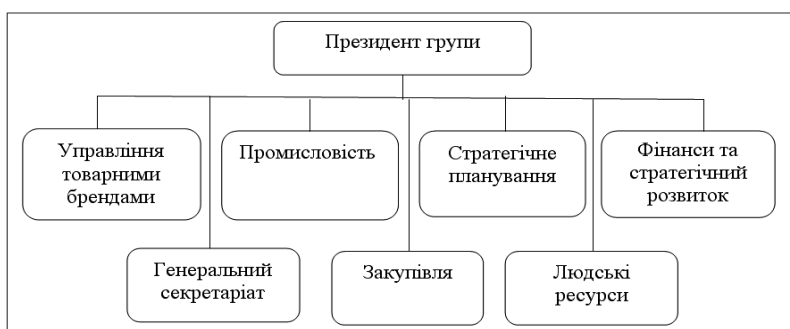 Президент групи
Управління
товарними
брендами
Промисловість
Стратегічне
планування
Фінанси та
стратегічний
розвиток
Генеральний
секретаріат
Закупівля
Людські
ресурси